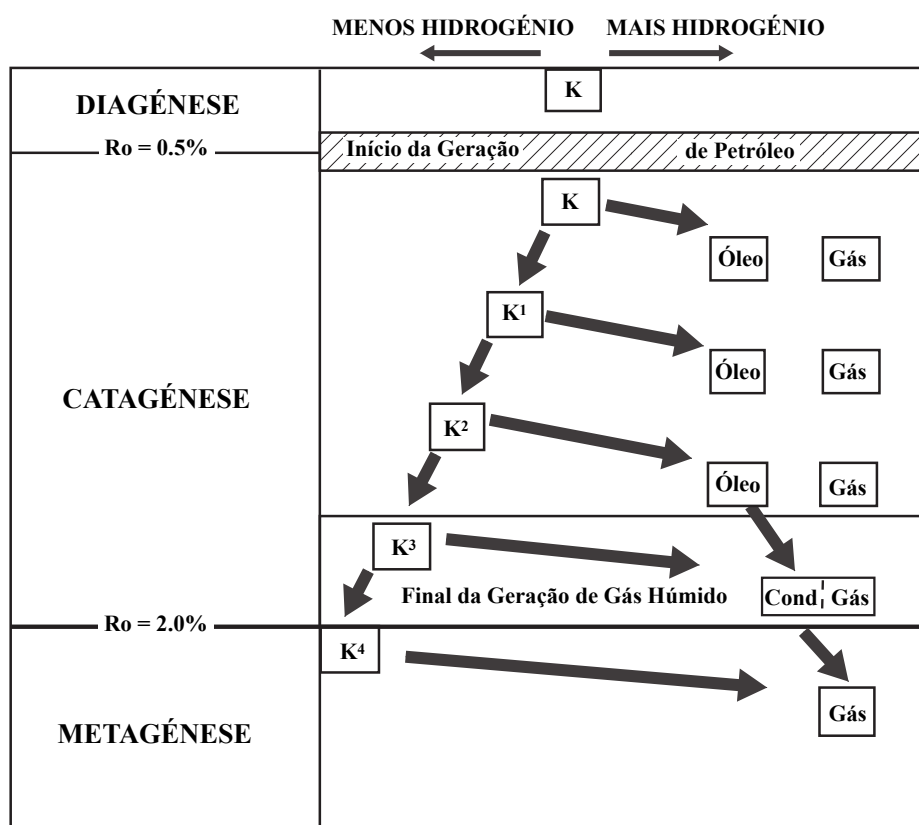 MENOS HIDROGÉNIO MAIS HIDROGÉNIO
DIAGÉNESE
K
Ro = 0.5%
Início da Geração de Petróleo
K
Óleo Gás
K¹
Óleo Gás
CATAGÉNESE
K²
Óleo Gás
K³
Final da Geração de Gás Húmido
Cond Gás
Ro = 2.0%
K⁴
Gás
METAGÉNESE